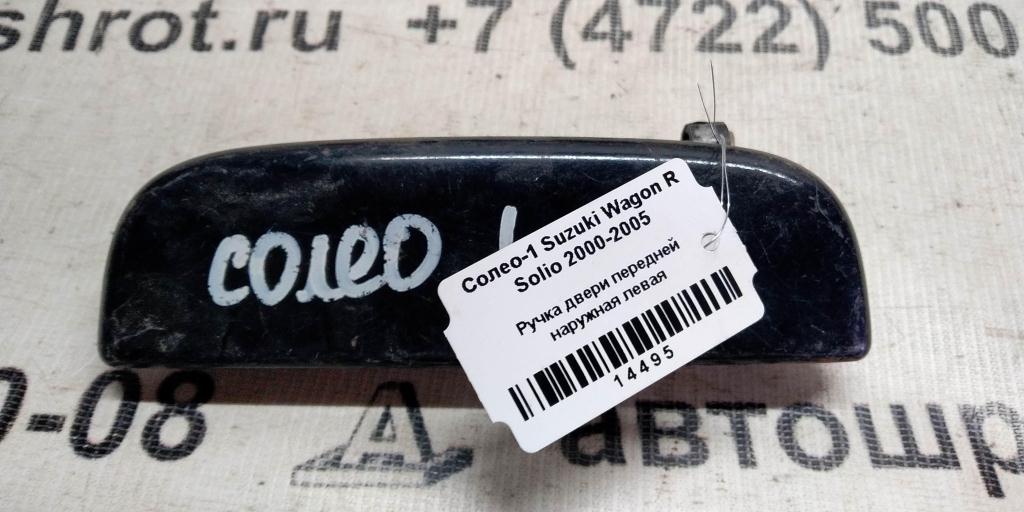 shrot.ru +7 (4722) 500
солео 1
Солео-1 Suzuki Wagon R
Solio 2000-2005
Ручка двери передней
наружная левая
14495
0-08 автошр